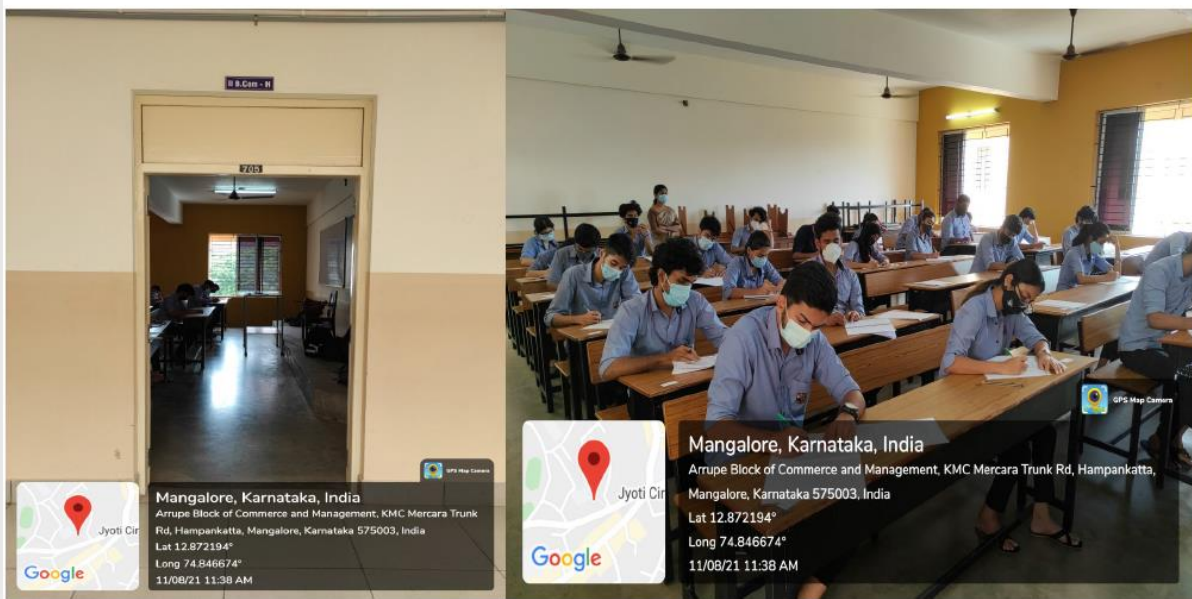 II B.Com - H
705
GPS Map Camera
Jyoti Cir
Google
Mangalore, Karnataka, India
Arrupe Block of Commerce and Management, KMC Mercara Trunk
Rd, Hampankatta, Mangalore, Karnataka 575003, India
Lat 12.872194°
Long 74.846674°
11/08/21 11:38 AM
GPS Map Camera
Jyoti Cir
Google
Mangalore, Karnataka, India
Arrupe Block of Commerce and Management, KMC Mercara Trunk Rd, Hampankatta,
Mangalore, Karnataka 575003, India
Lat 12.872194°
Long 74.846674°
11/08/21 11:38 AM